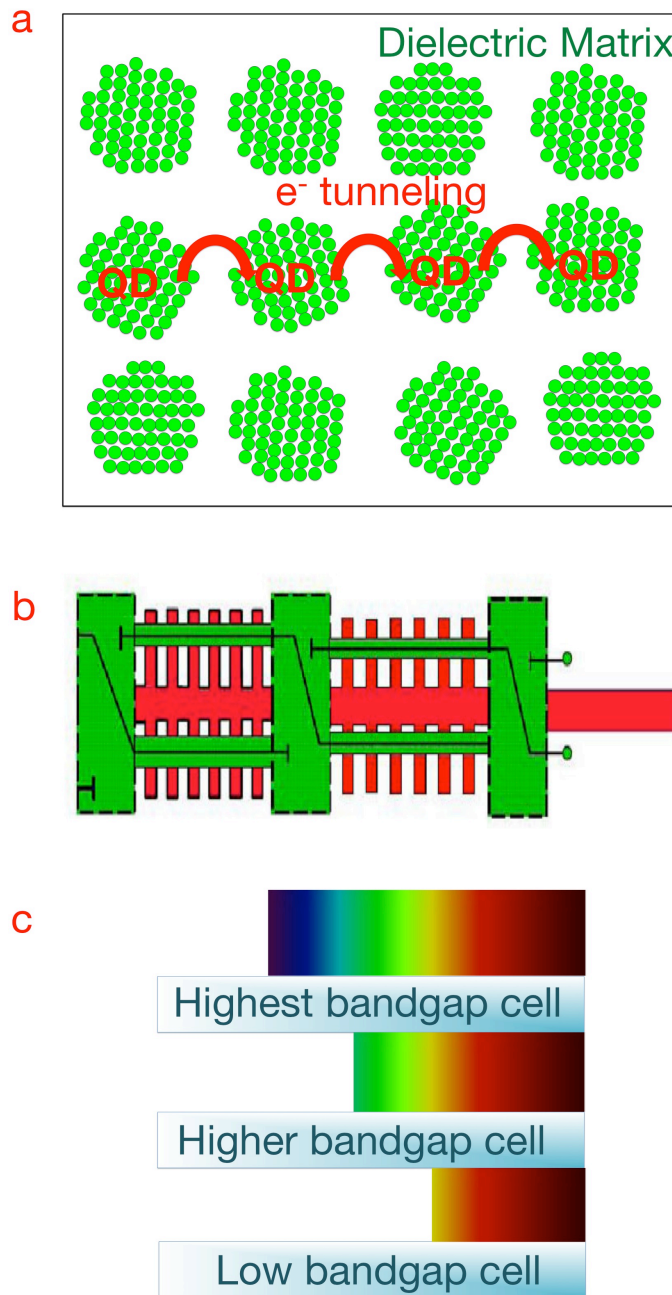 a
Dielectric Matrix
e⁻ tunneling
QD
QD
QD
QD
b
c
Highest bandgap cell
Higher bandgap cell
Low bandgap cell